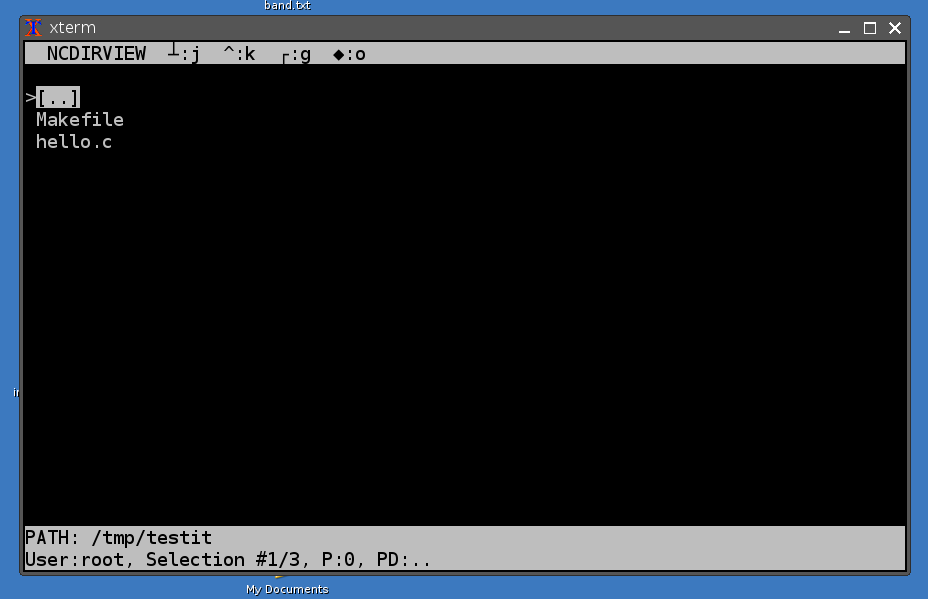 band.txt
xterm
NCDIRVIEW ┴:j ^:k ┌:g ◆:o
>[..]
Makefile
hello.c
PATH: /tmp/testit
User:root, Selection #1/3, P:0, PD:..
My Documents